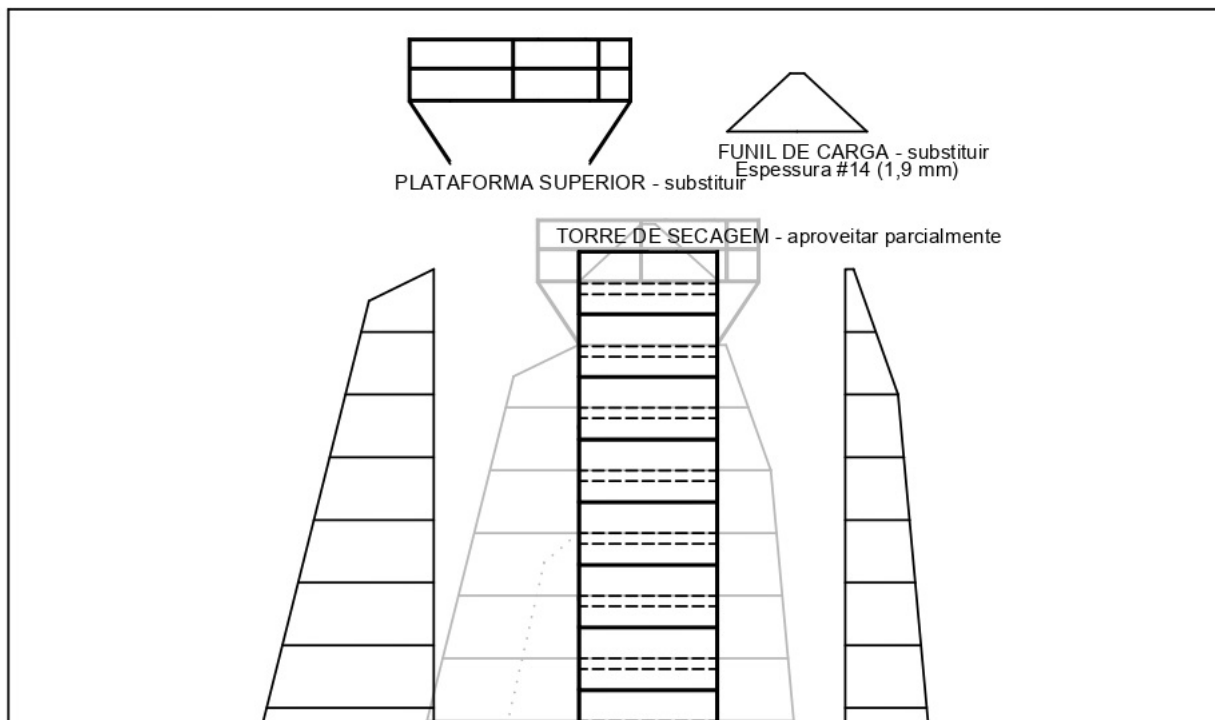 FUNIL DE CARGA - substituir
Espessura #14 (1,9 mm)
PLATAFORMA SUPERIOR - substituir
TORRE DE SECAGEM - aproveitar parcialmente